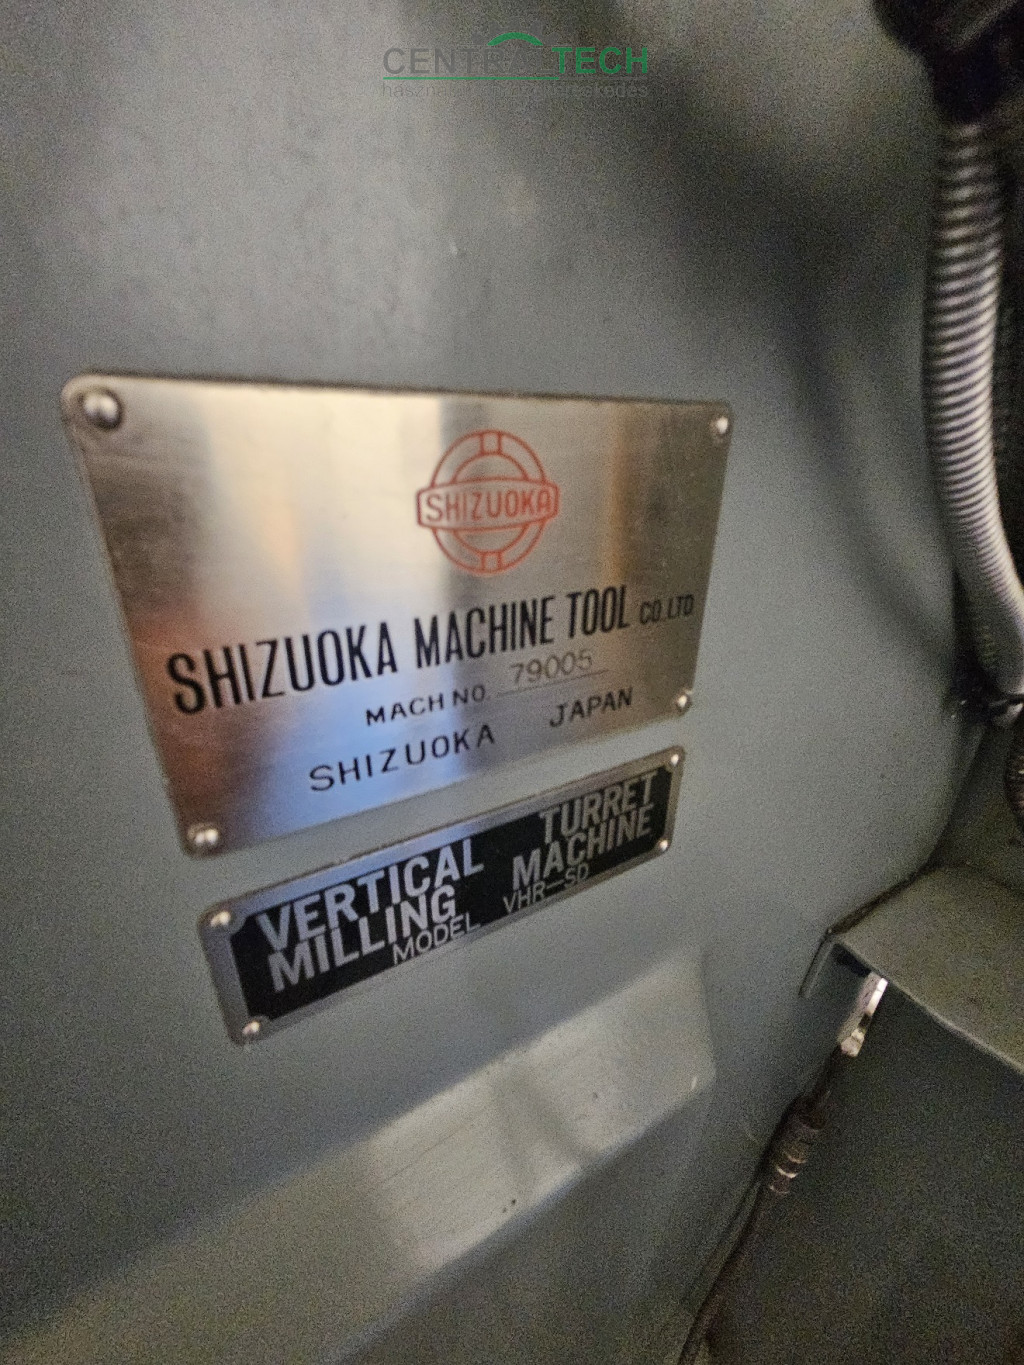 CENTRALTECH
SHIZUOKA
SHIZUOKA MACHINE TOOL CO. LTD
MACH NO. 79005
SHIZUOKA JAPAN
VERTICAL TURRET
MILLING MACHINE
MODEL VHR-SD